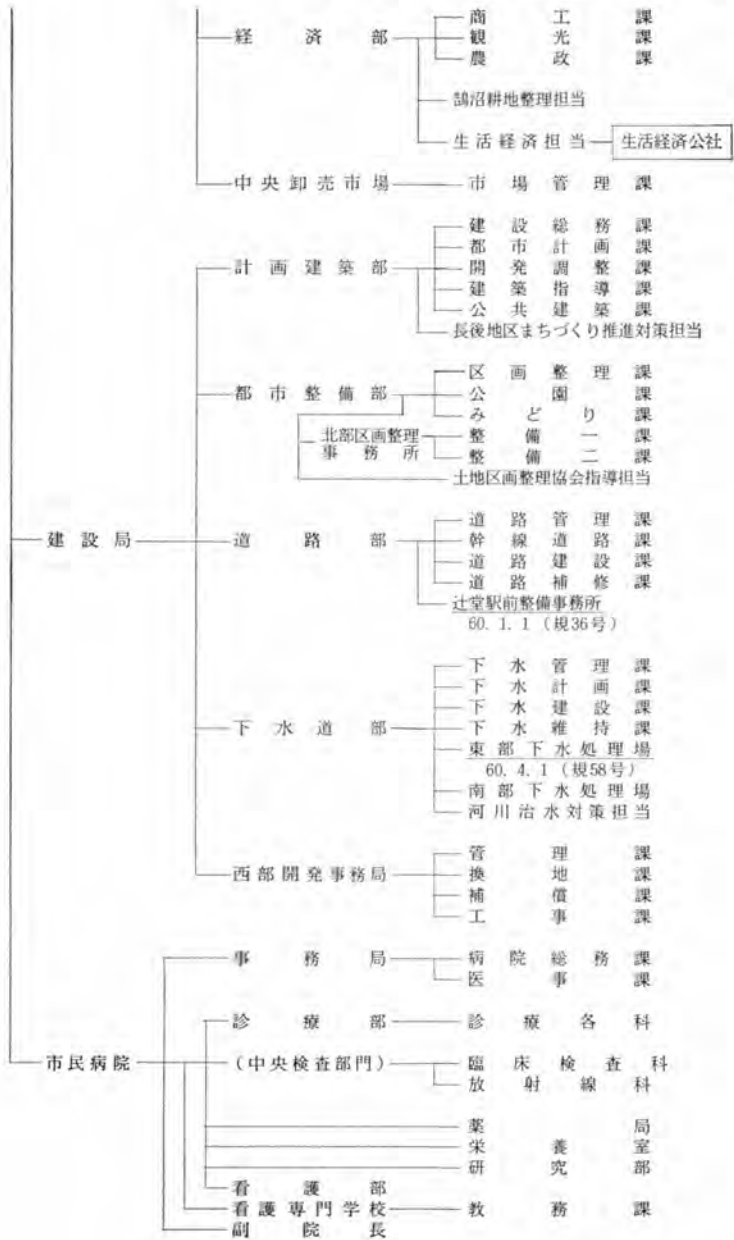 商工課
経済部 観光課
農政課
鵠沼耕地整理担当
生活経済担当 生活経済公社
中央卸売市場 市場管理課
建設総務課
都市計画課
計画建築部 開発調整課
建築指導課
公共建築課
長後地区まちづくり推進対策担当
区画整理課
都市整備部 公園課
みどり課
北部区画整理 整備一課
事務所 整備二課
土地区画整理協会指導担当
道路管理課
建設局 道路部 幹線道路課
道路建設課
道路補修課
辻堂駅前整備事務所
60.1.1(規36号)
下水管理課
下水計画課
下水建設課
下水道部 下水維持課
東部下水処理場
60.4.1(規58号)
南部下水処理場
河川治水対策担当
管理課
西部開発事務局 換地課
補償課
工事課
事務局 病院総務課
医事課
診療部 診療各科
市民病院 (中央検査部門) 臨床検査科
放射線科
薬局
栄養室
研究部
看護部
看護専門学校 教務課
副院長